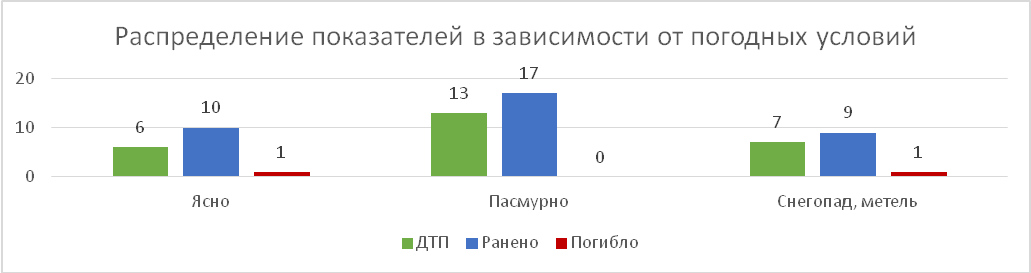 Распределение показателей в зависимости от погодных условий
20
10
0
6
10
1
13
17
0
7
9
1
Ясно
Пасмурно
Снегопад, метель
ДТП Ранено Погибло